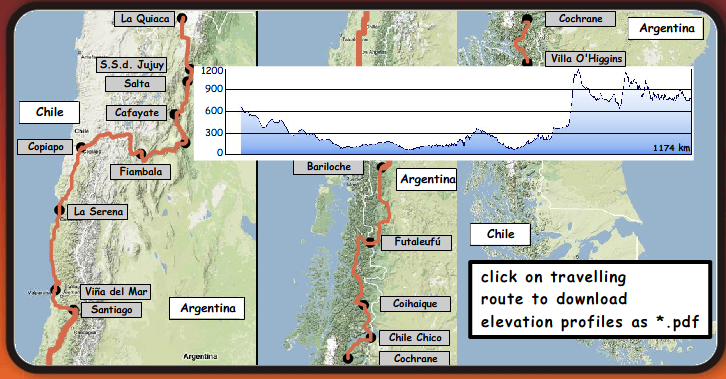 La Quiaca
S.S.d. Jujuy
Salta
Chile
Cafayate
Chile
Copiapo
Fiambala
La Serena
Viña del Mar
Santiago
Argentina
Argentina
1200
900
600
300
0
1174 km
Bariloche
Argentina
Futaleufú
Coihaique
Chile Chico
Cochrane
Cochrane
Argentina
Villa O'Higgins
Chile
click on travelling
route to download
elevation profiles as *.pdf